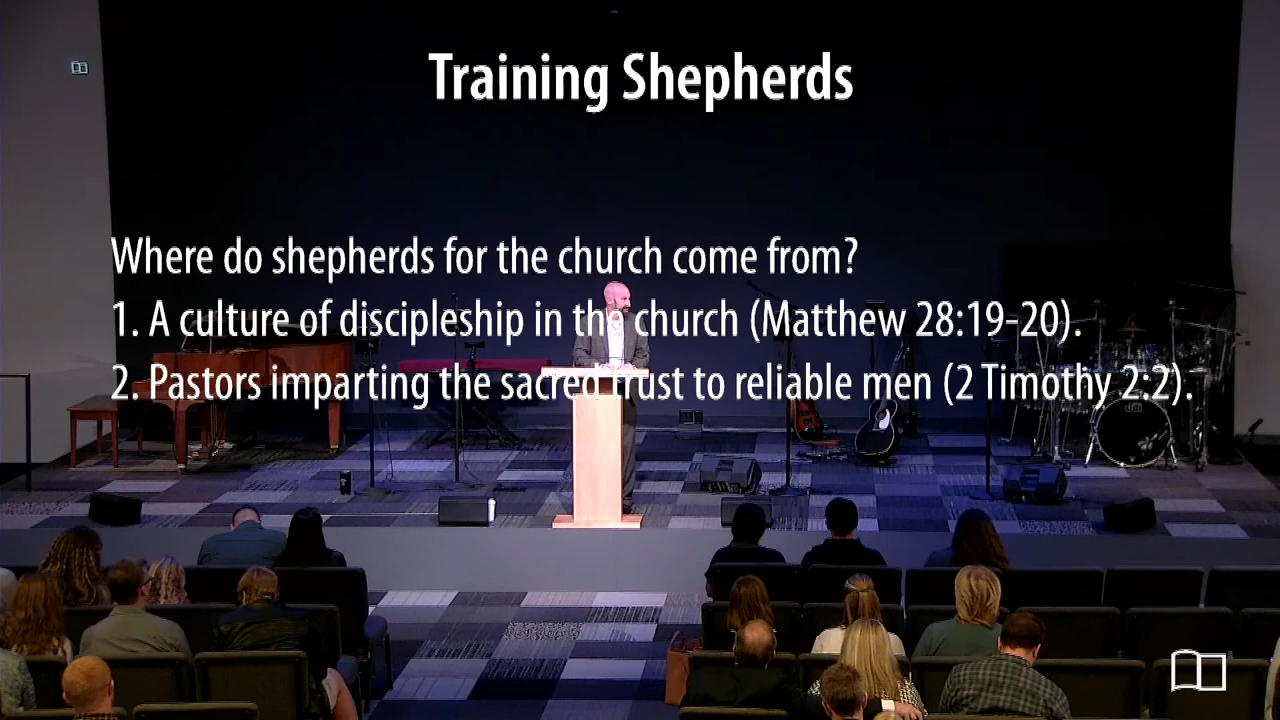 Training Shepherds
Where do shepherds for the church come from?
1. A culture of discipleship in the church (Matthew 28:19-20).
2. Pastors imparting the sacred trust to reliable men (2 Timothy 2:2).